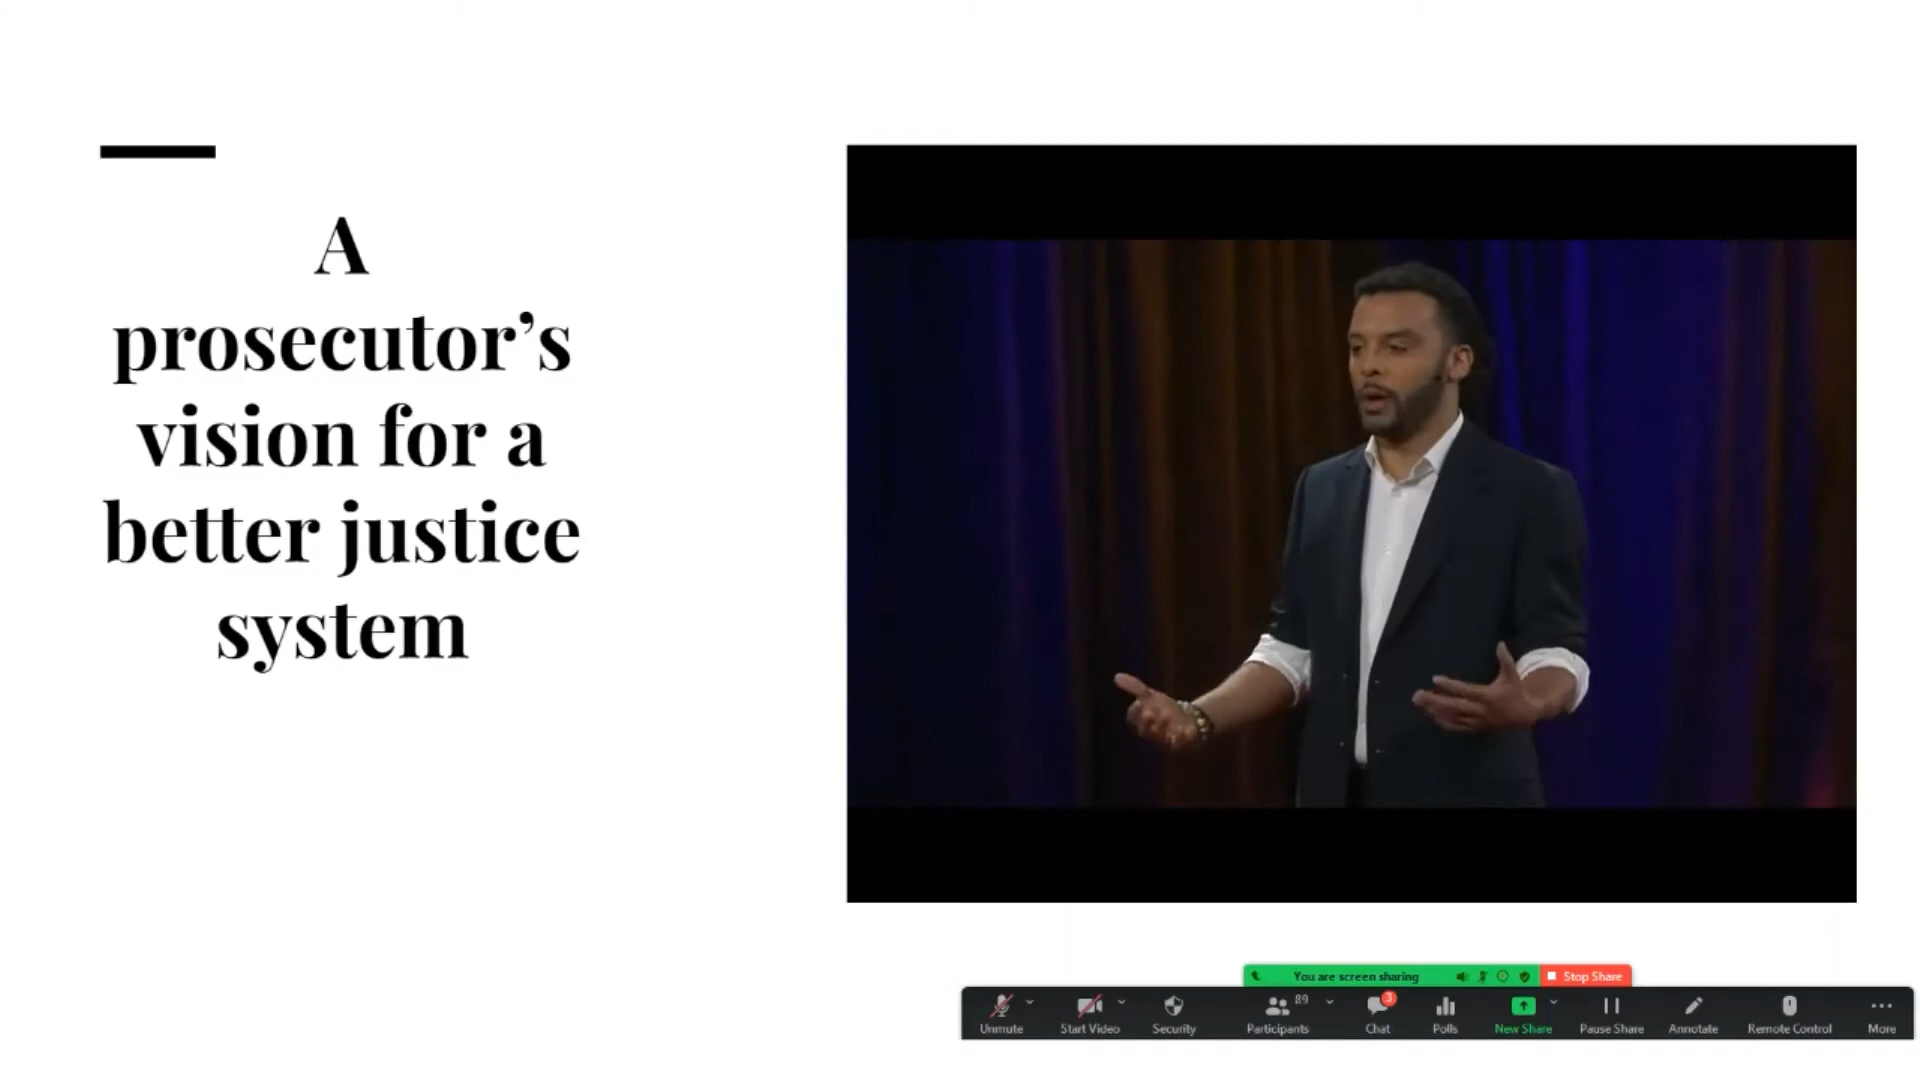 A
prosecutor’s
vision for a
better justice
system
You are screen sharing
Stop Share
Unmute
Start Video
Security
Participants
89
Chat
3
Polls
New Share
Pause Share
Annotate
Remote Control
More